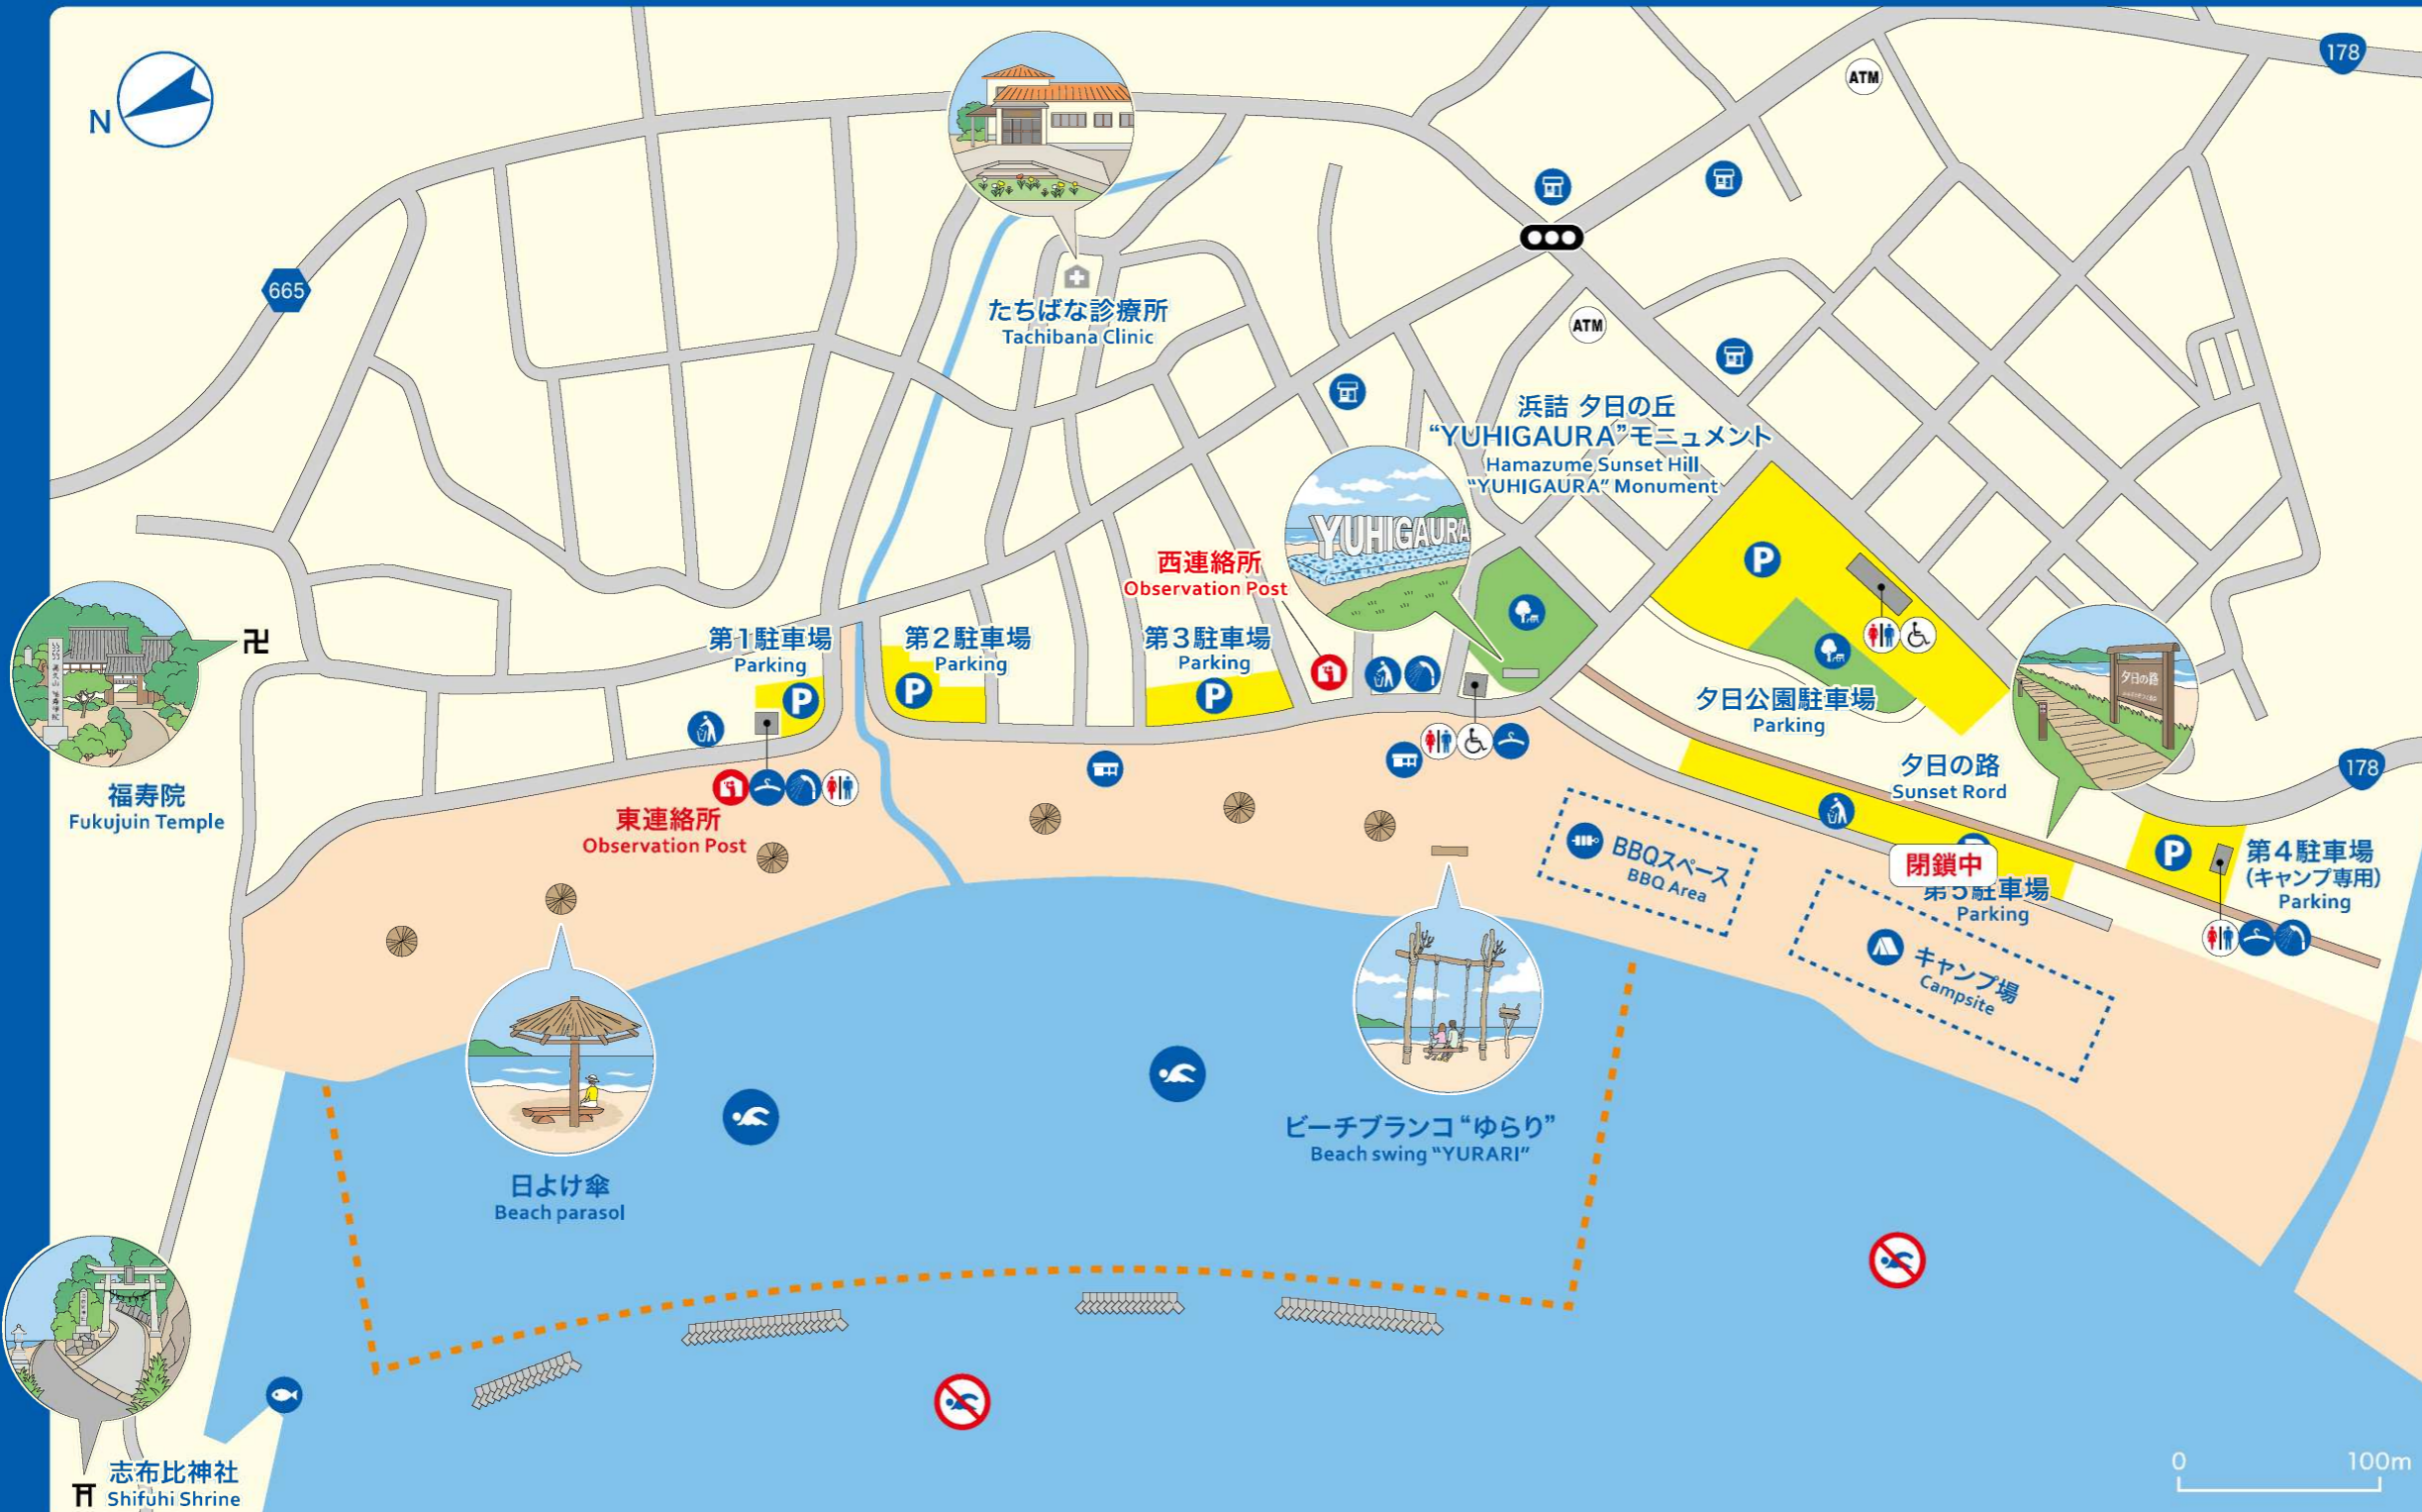 178
ATM
N
665
たちばな診療所
Tachibana Clinic
ATM
浜詰 夕日の丘
“YUHIGAURA”モニュメント
Hamazume Sunset Hill
“YUHIGAURA” Monument
YUHIGAURA
西連絡所
Observation Post
P
第1駐車場
Parking
P
第2駐車場
Parking
P
第3駐車場
Parking
P
夕日公園駐車場
Parking
夕日の路
夕日の路
Sunset Rord
178
福寿院
Fukujuin Temple
東連絡所
Observation Post
BBQスペース
BBQ Area
閉鎖中
第5駐車場
Parking
P
第4駐車場
(キャンプ専用)
Parking
キャンプ場
Campsite
日よけ傘
Beach parasol
ビーチブランコ“ゆらり”
Beach swing “YURARI”
志布比神社
Shifuhi Shrine
0 100m